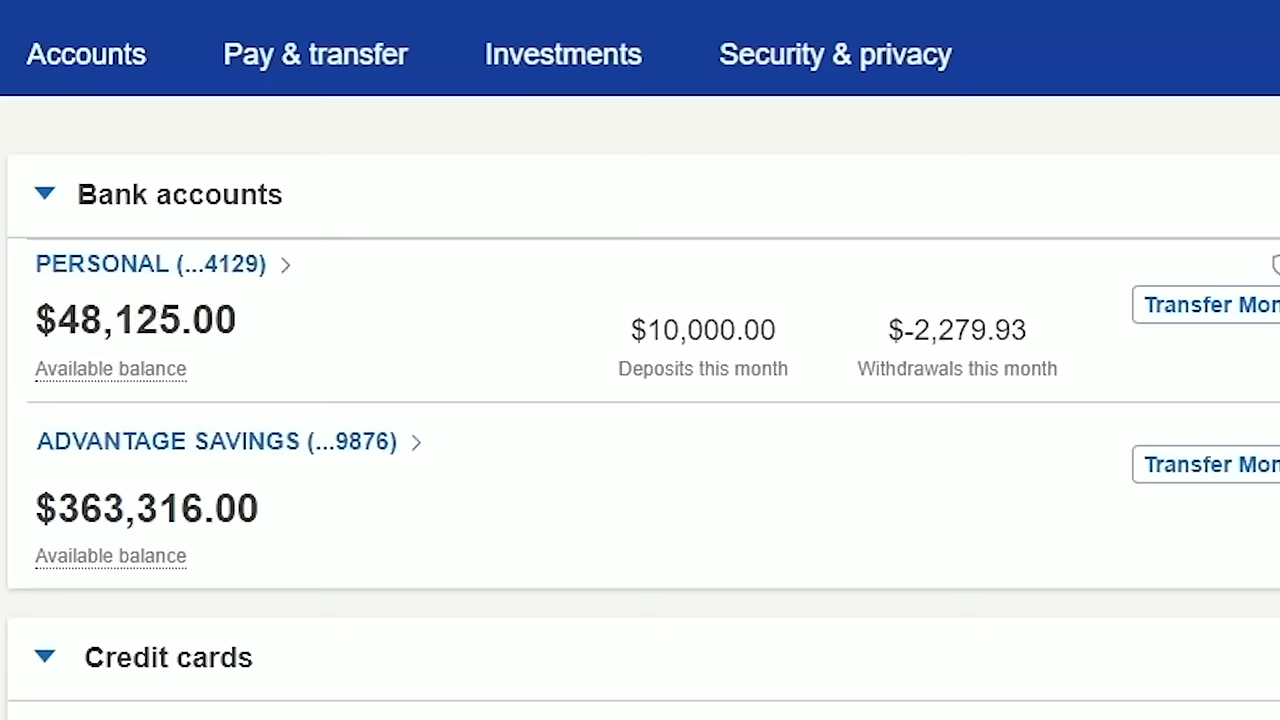 Accounts Pay & transfer Investments Security & privacy
Bank accounts
PERSONAL (...4129)
$48,125.00
Available balance
$10,000.00
Deposits this month
$-2,279.93
Withdrawals this month
Transfer Mon
ADVANTAGE SAVINGS (...9876)
$363,316.00
Available balance
Transfer Mon
Credit cards